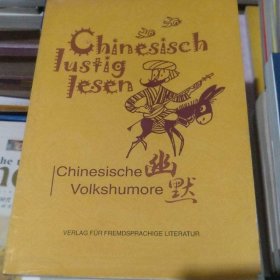 Chinesisch
lustig
lesen
Chinesische
Volkshumore
幽默
VERLAG FÜR FREMDSPRACHIGE LITERATUR